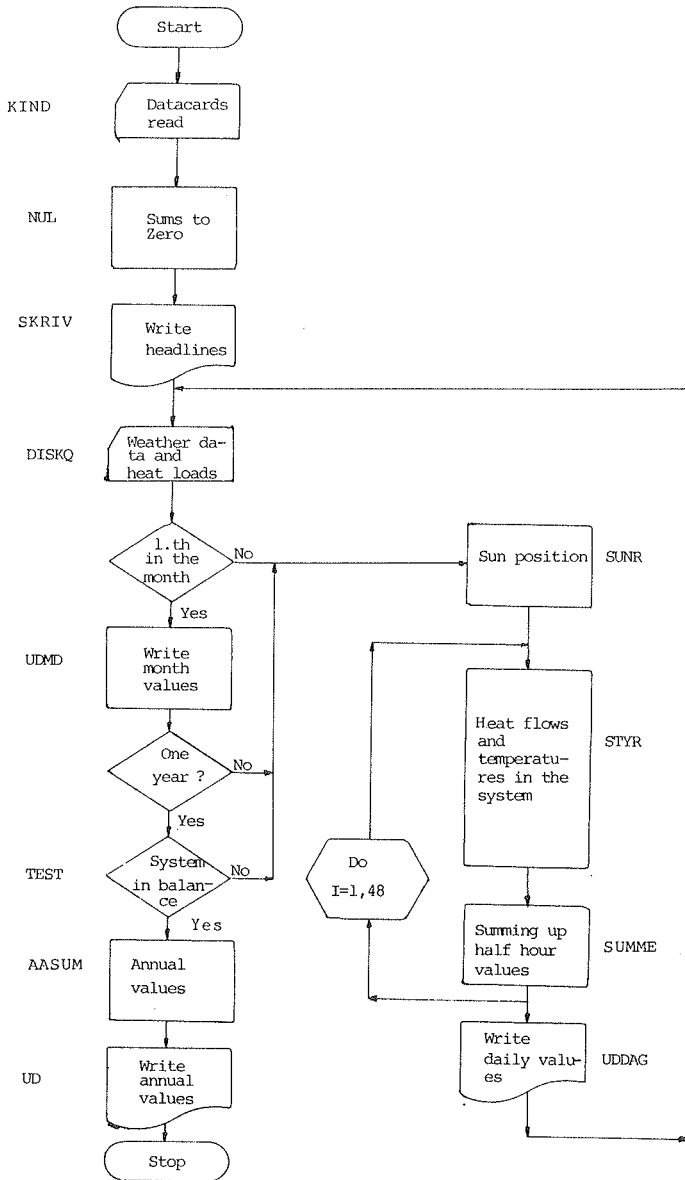 Start
KIND
Datacards
read
NUL
Sums to
Zero
SKRIV
Write
headlines
DISKQ
Weather da-
ta and
heat loads
1.th
in the
month
No
Yes
UDMD
Write
month
values
One
year ?
No
Yes
TEST
System
in balan-
ce
No
Yes
AASUM
Annual
values
UD
Write
annual
values
Stop
Sun position
SUNR
Heat flows
and
temperatu-
res in the
system
STYR
Do
I=1,48
Summing up
half hour
values
SUMME
Write
daily valu-
es
UDDAG